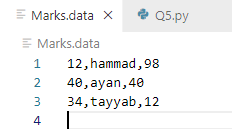 Marks.data
Q5.py
Marks.data
1 12,hammad,98
2 40,ayan,40
3 34,tayyab,12
4